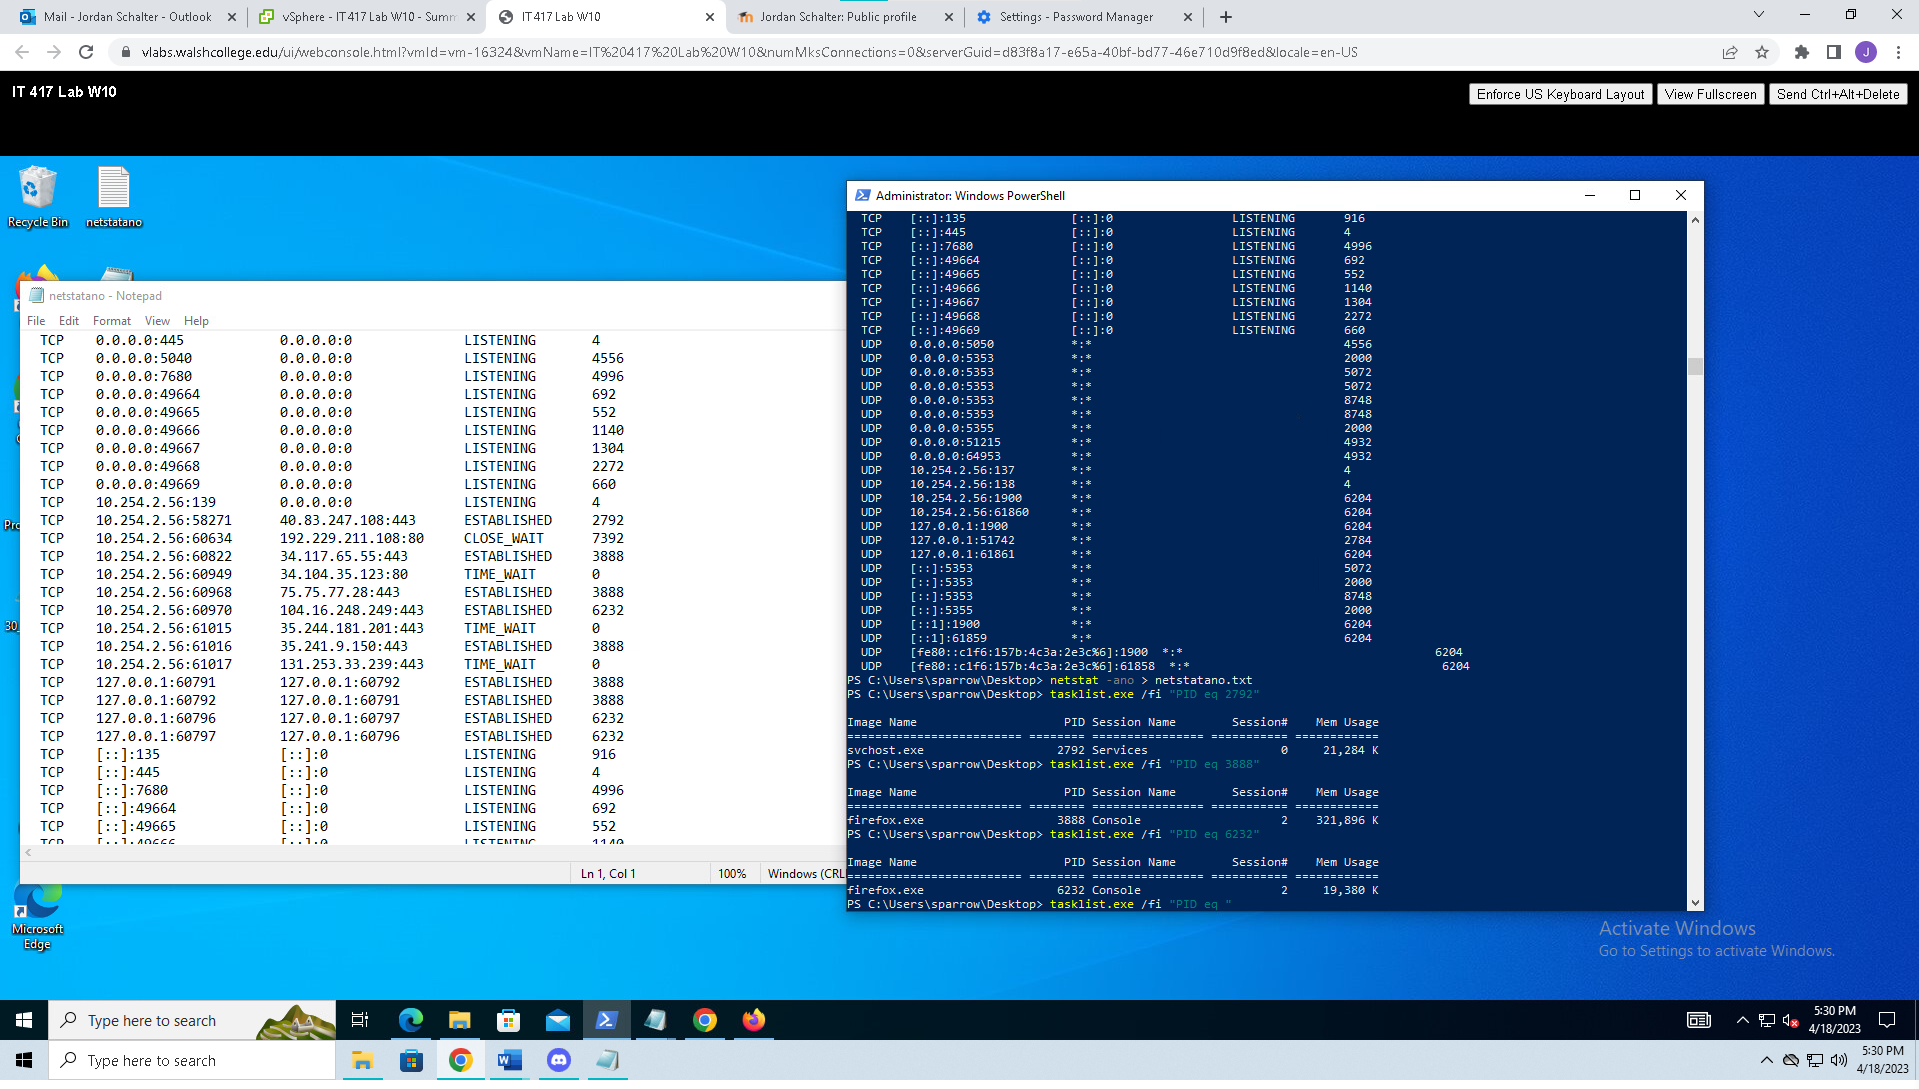 Mail - Jordan Schalter - Outlook
vSphere - IT417 Lab W10 - Summ
IT417 Lab W10
Jordan Schalter: Public profile
Settings - Password Manager
vlabs.walshcollege.edu/ui/webconsole.html?vmId=vm-16324&vmName=IT%20417%20Lab%20W10&numMksConnections=0&serverGuid=d83f8a17-e65a-40bf-bd77-46e710d9f8ed&locale=en-US
J
IT 417 Lab W10
Enforce US Keyboard Layout
View Fullscreen
Send Ctrl+Alt+Delete
Recycle Bin
netstatano
netstatano - Notepad
File Edit Format View Help
TCP 0.0.0.0:445 0.0.0.0:0 LISTENING 4
TCP 0.0.0.0:5040 0.0.0.0:0 LISTENING 4556
TCP 0.0.0.0:7680 0.0.0.0:0 LISTENING 4996
TCP 0.0.0.0:49664 0.0.0.0:0 LISTENING 692
TCP 0.0.0.0:49665 0.0.0.0:0 LISTENING 552
TCP 0.0.0.0:49666 0.0.0.0:0 LISTENING 1140
TCP 0.0.0.0:49667 0.0.0.0:0 LISTENING 1304
TCP 0.0.0.0:49668 0.0.0.0:0 LISTENING 2272
TCP 0.0.0.0:49669 0.0.0.0:0 LISTENING 660
TCP 10.254.2.56:139 0.0.0.0:0 LISTENING 4
TCP 10.254.2.56:58271 40.83.247.108:443 ESTABLISHED 2792
TCP 10.254.2.56:60634 192.229.211.108:80 CLOSE_WAIT 7392
TCP 10.254.2.56:60822 34.117.65.55:443 ESTABLISHED 3888
TCP 10.254.2.56:60949 34.104.35.123:80 TIME_WAIT 0
TCP 10.254.2.56:60968 75.75.77.28:443 ESTABLISHED 3888
TCP 10.254.2.56:60970 104.16.248.249:443 ESTABLISHED 6232
TCP 10.254.2.56:61015 35.244.181.201:443 TIME_WAIT 0
TCP 10.254.2.56:61016 35.241.9.150:443 ESTABLISHED 3888
TCP 10.254.2.56:61017 131.253.33.239:443 TIME_WAIT 0
TCP 127.0.0.1:60791 127.0.0.1:60792 ESTABLISHED 3888
TCP 127.0.0.1:60792 127.0.0.1:60791 ESTABLISHED 3888
TCP 127.0.0.1:60796 127.0.0.1:60797 ESTABLISHED 6232
TCP 127.0.0.1:60797 127.0.0.1:60796 ESTABLISHED 6232
TCP [::]:135 [::]:0 LISTENING 916
TCP [::]:445 [::]:0 LISTENING 4
TCP [::]:7680 [::]:0 LISTENING 4996
TCP [::]:49664 [::]:0 LISTENING 692
TCP [::]:49665 [::]:0 LISTENING 552
TCP [::]:49666 [::]:0 LISTENING 1140
Ln 1, Col 1 100% Windows (CRL
Administrator: Windows PowerShell
TCP [::]:135 [::]:0 LISTENING 916
TCP [::]:445 [::]:0 LISTENING 4
TCP [::]:7680 [::]:0 LISTENING 4996
TCP [::]:49664 [::]:0 LISTENING 692
TCP [::]:49665 [::]:0 LISTENING 552
TCP [::]:49666 [::]:0 LISTENING 1140
TCP [::]:49667 [::]:0 LISTENING 1304
TCP [::]:49668 [::]:0 LISTENING 2272
TCP [::]:49669 [::]:0 LISTENING 660
UDP 0.0.0.0:5050 *:* 4556
UDP 0.0.0.0:5353 *:* 2000
UDP 0.0.0.0:5353 *:* 5072
UDP 0.0.0.0:5353 *:* 5072
UDP 0.0.0.0:5353 *:* 8748
UDP 0.0.0.0:5353 *:* 8748
UDP 0.0.0.0:5355 *:* 2000
UDP 0.0.0.0:51215 *:* 4932
UDP 0.0.0.0:64953 *:* 4932
UDP 10.254.2.56:137 *:* 4
UDP 10.254.2.56:138 *:* 4
UDP 10.254.2.56:1900 *:* 6204
UDP 10.254.2.56:61860 *:* 6204
UDP 127.0.0.1:1900 *:* 6204
UDP 127.0.0.1:51742 *:* 2784
UDP 127.0.0.1:61861 *:* 6204
UDP [::]:5353 *:* 5072
UDP [::]:5353 *:* 2000
UDP [::]:5353 *:* 8748
UDP [::]:5355 *:* 2000
UDP [::1]:1900 *:* 6204
UDP [::1]:61859 *:* 6204
UDP [fe80::c1f6:157b:4c3a:2e3c%6]:1900 *:* 6204
UDP [fe80::c1f6:157b:4c3a:2e3c%6]:61858 *:* 6204
PS C:\Users\sparrow\Desktop> netstat -ano > netstatano.txt
PS C:\Users\sparrow\Desktop> tasklist.exe /fi "PID eq 2792"
Image Name PID Session Name Session# Mem Usage
========================= ======== ================ =========== ============
svchost.exe 2792 Services 0 21,284 K
PS C:\Users\sparrow\Desktop> tasklist.exe /fi "PID eq 3888"
Image Name PID Session Name Session# Mem Usage
========================= ======== ================ =========== ============
firefox.exe 3888 Console 2 321,896 K
PS C:\Users\sparrow\Desktop> tasklist.exe /fi "PID eq 6232"
Image Name PID Session Name Session# Mem Usage
========================= ======== ================ =========== ============
firefox.exe 6232 Console 2 19,380 K
PS C:\Users\sparrow\Desktop> tasklist.exe /fi "PID eq "
Microsoft
Edge
Activate Windows
Go to Settings to activate Windows.
Type here to search
5:30 PM
4/18/2023
Type here to search
5:30 PM
4/18/2023